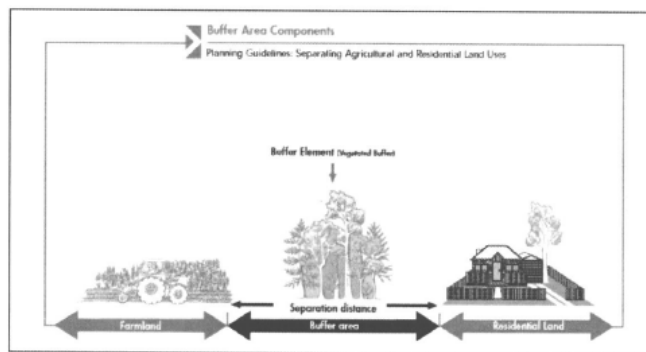 Buffer Area Components
Planning Guidelines: Separating Agricultural and Residential Land Uses
Buffer Element (Vegetated Buffer)
Separation distance
Farmland
Buffer area
Residential Land